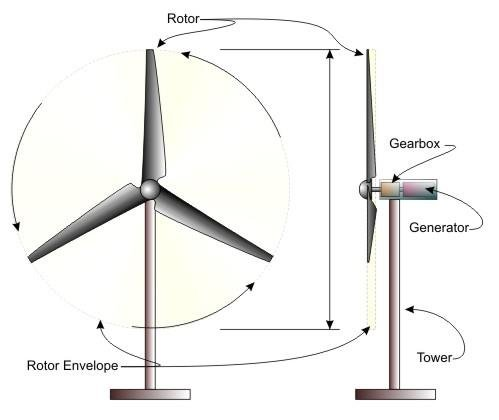 Rotor
Gearbox
Generator
Rotor Envelope
Tower